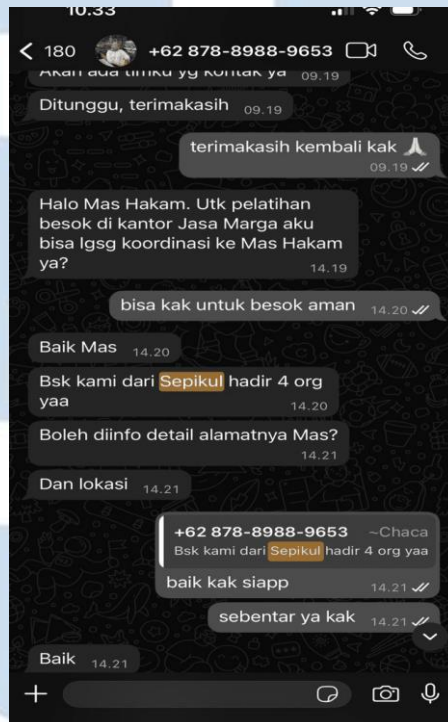 10.33
180
+62 878-8988-9653
Akan ada timku yg kontak ya 09.19
Ditunggu, terimakasih 09.19
terimakasih kembali kak
09.19
Halo Mas Hakam. Utk pelatihan
besok di kantor Jasa Marga aku
bisa lgsg koordinasi ke Mas Hakam
ya?
14.19
bisa kak untuk besok aman 14.20
Baik Mas 14.20
Bsk kami dari Sepikul hadir 4 org
yaa
14.20
Boleh diinfo detail alamatnya Mas?
14.21
Dan lokasi 14.21
+62 878-8988-9653 ~Chaca
Bsk kami dari Sepikul hadir 4 org yaa
baik kak siapp 14.21
sebentar ya kak 14.21
Baik 14.21